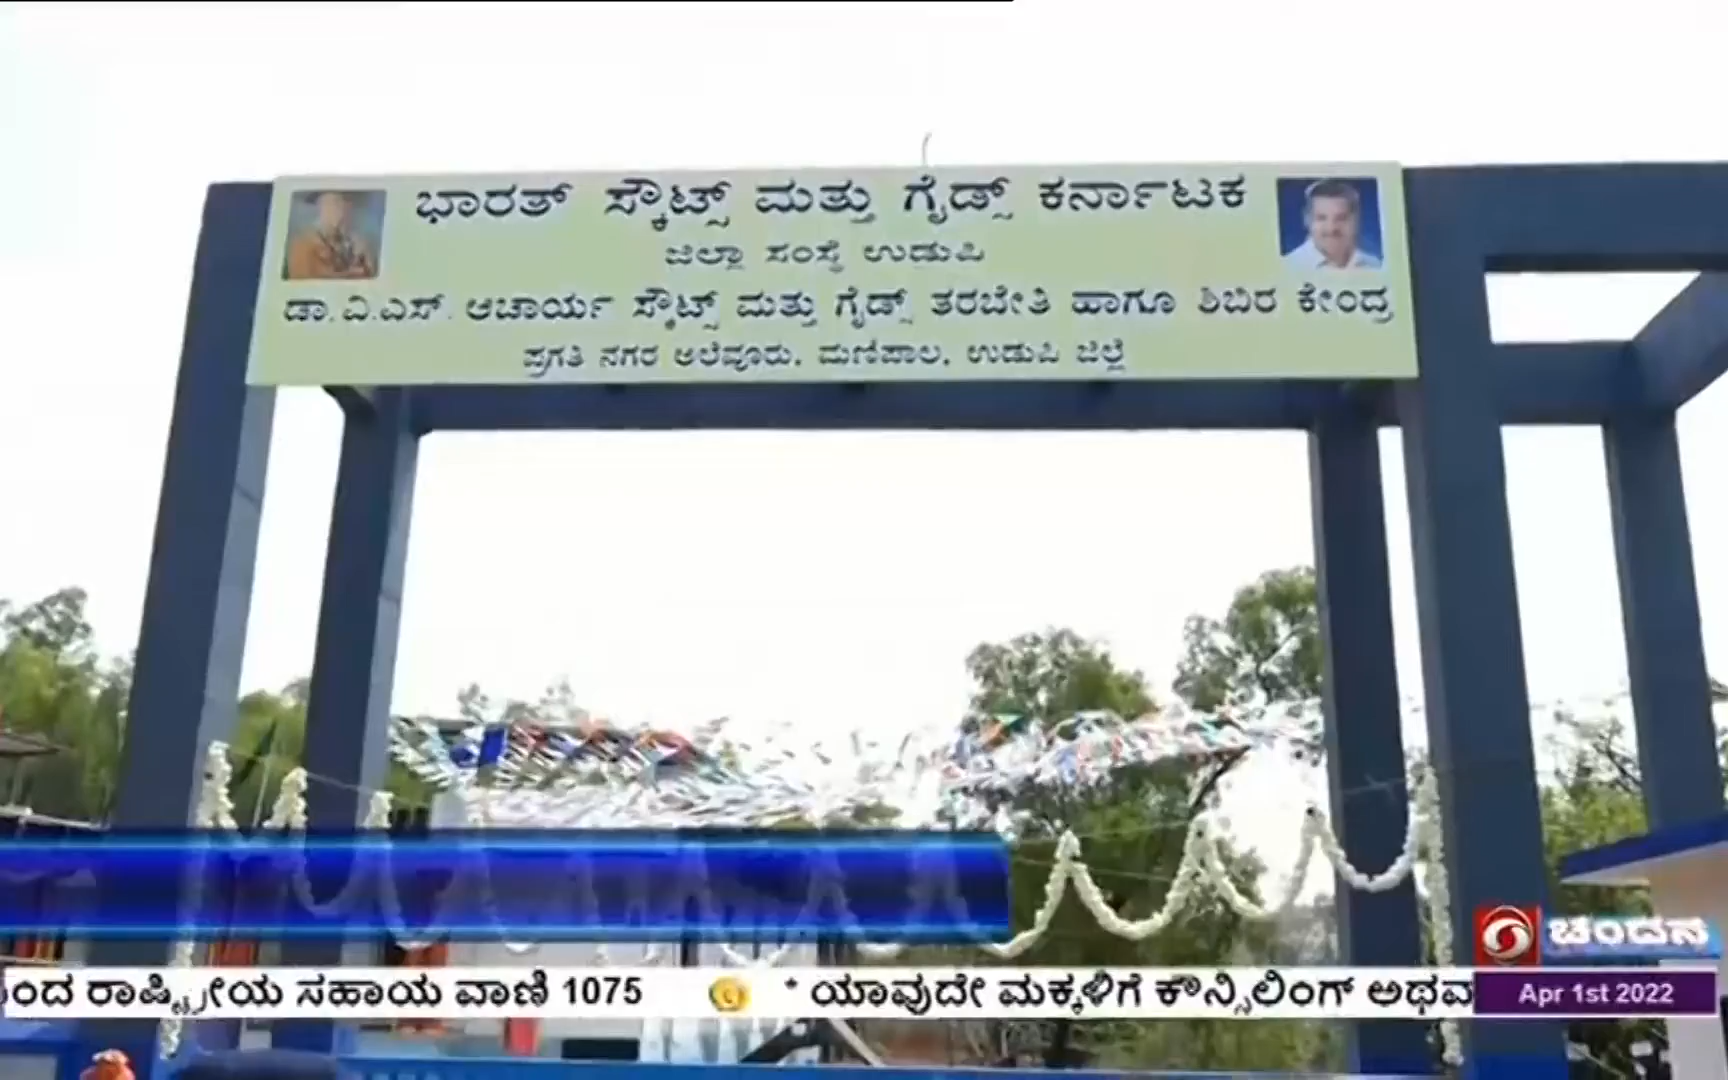 ಭಾರತ್ ಸ್ಕೌಟ್ಸ್ ಮತ್ತು ಗೈಡ್ಸ್ ಕರ್ನಾಟಕ
ಜಿಲ್ಲಾ ಸಂಸ್ಥೆ ಉಡುಪಿ
ಡಾ. ವಿ.ಎಸ್. ಆಚಾರ್ಯ ಸ್ಕೌಟ್ಸ್ ಮತ್ತು ಗೈಡ್ಸ್ ತರಬೇತಿ ಹಾಗೂ ಶಿಬಿರ ಕೇಂದ್ರ
ಪ್ರಗತಿ ನಗರ ಅಲೆವೂರು, ಮಣಿಪಾಲ, ಉಡುಪಿ ಜಿಲ್ಲೆ
ಚಂದನ
ರಾಷ್ಟ್ರೀಯ ಸಹಾಯ ವಾಣಿ 1075 * ಯಾವುದೇ ಮಕ್ಕಳಿಗೆ ಕೌನ್ಸಿಲಿಂಗ್
Apr 1st 2022